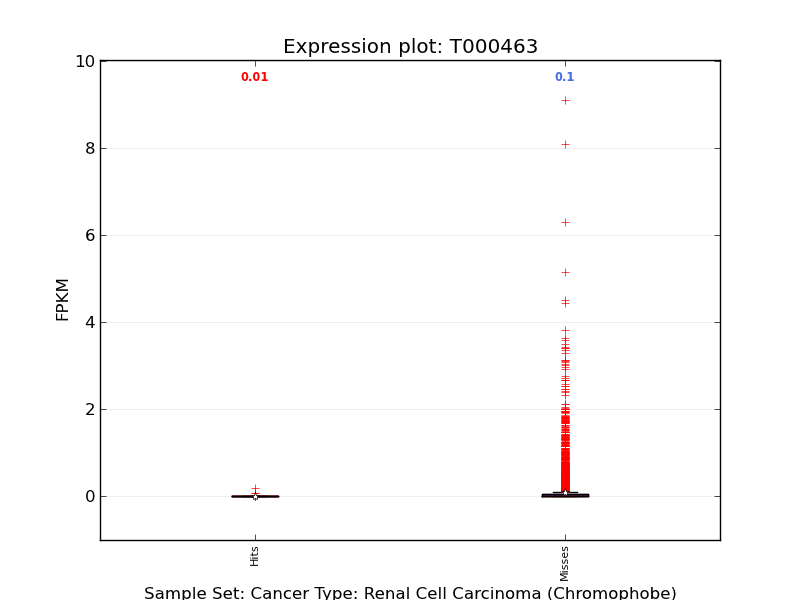 Expression plot: T000463
10
0.01
0.1
8
6
FPKM
4
2
0
Hits
Misses
Sample Set: Cancer Type: Renal Cell Carcinoma (Chromophobe)